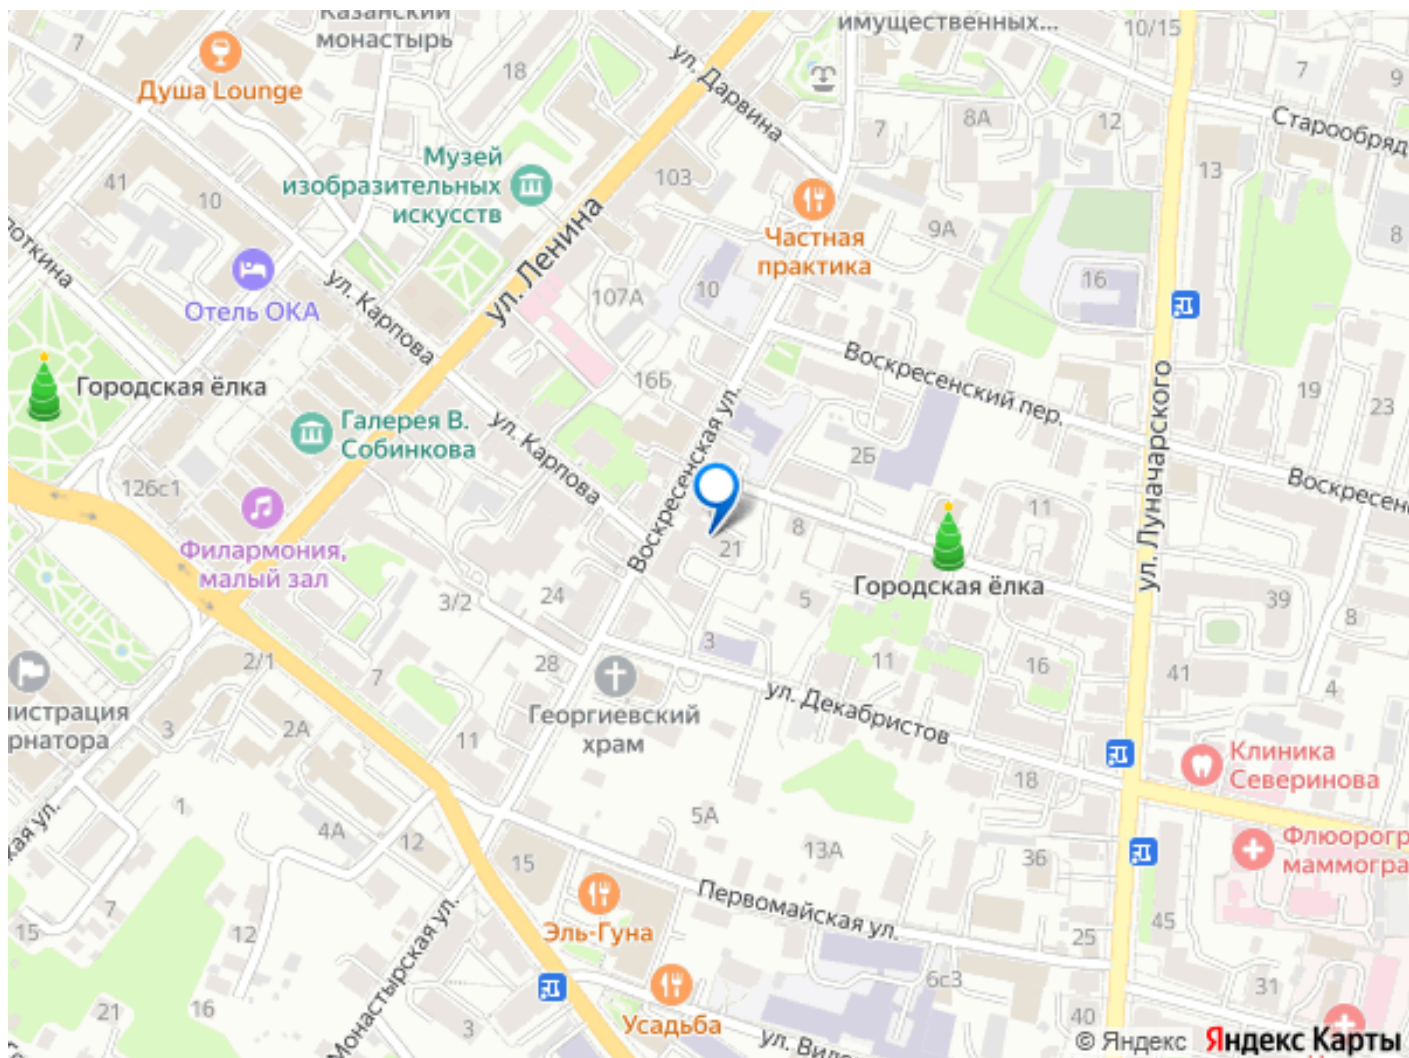 Казанский
монастырь
имущественных...
10/15
7
Душа Lounge
18
ул. Дарвина
7
8А
12
7
9
Старообряд
Музей
изобразительных
искусств
103
13
41
10
Частная
практика
9А
8
ул. Ленина
Отель ОКА
ул. Карпова
107А
10
16
Городская ёлка
16Б
Воскресенский пер.
ул. Луначарского
19
23
Галерея В.
Собинкова
ул. Карпова
Воскресенская ул.
2Б
126с1
11
Филармония,
малый зал
21
8
Городская ёлка
3/2
24
5
39
8
2/1
7
28
3
11
16
41
4
Георгиевский
храм
ул. Декабристов
3
2А
11
18
Клиника
Северинова
1
4А
12
5А
13А
36
15
Первомайская ул.
7
15
12
Эль-Гуна
25
45
Монастырская ул.
6с3
31
21
16
3
Усадьба
40
© Яндекс
Яндекс Карты